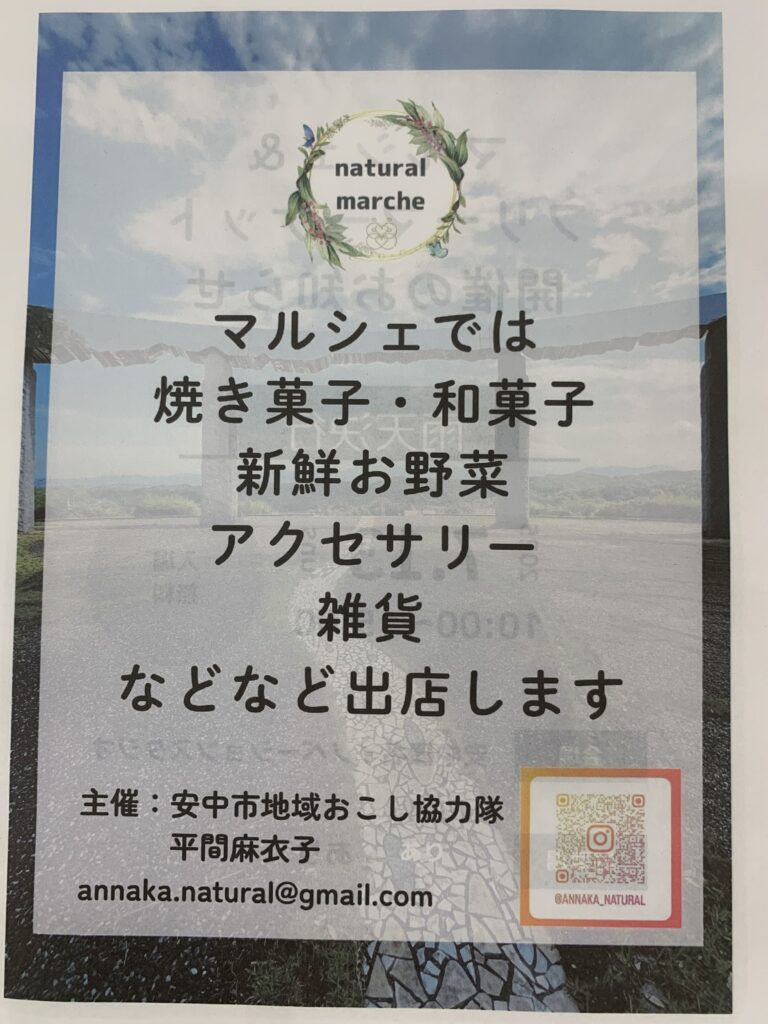 natural
marche
マルシェでは
焼き菓子・和菓子
新鮮お野菜
アクセサリー
雑貨
などなど出店します
主催：安中市地域おこし協力隊
平間麻衣子
annaka.natural@gmail.com
@ANNAKA_NATURAL